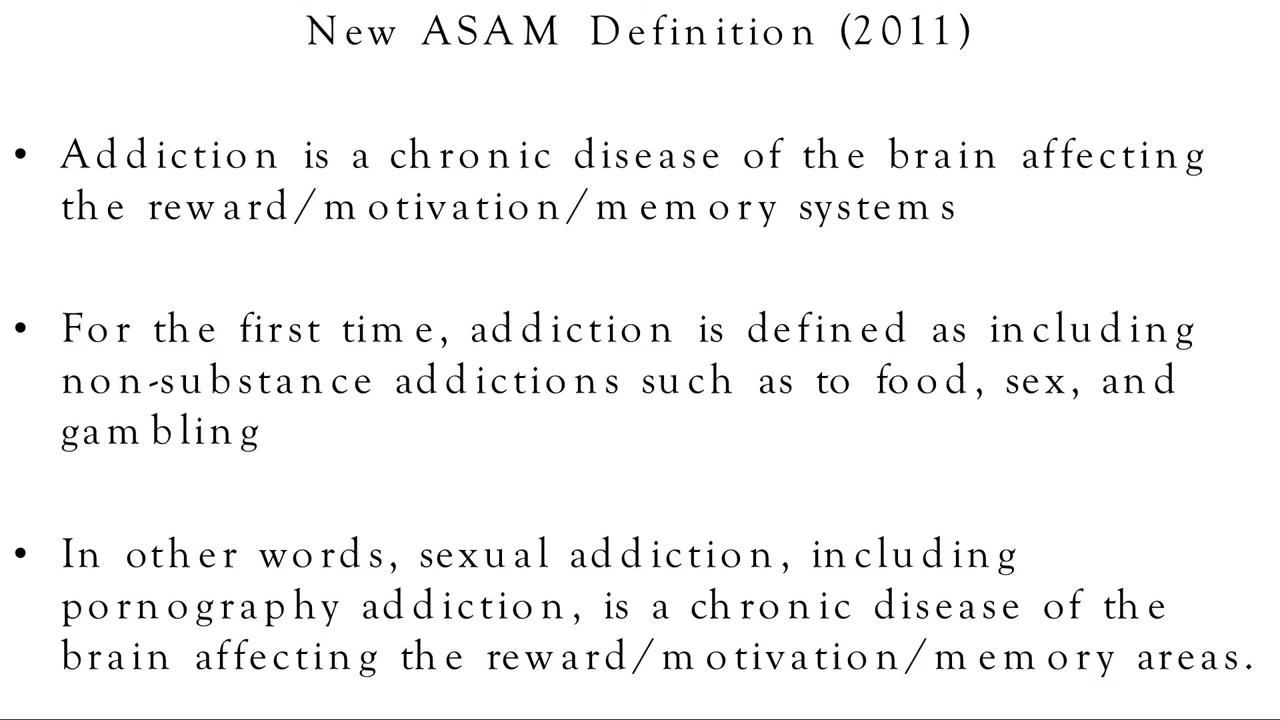 New ASAM Definition (2011)
• Addiction is a chronic disease of the brain affecting
the reward/motivation/memory systems
• For the first time, addiction is defined as including
non-substance addictions such as to food, sex, and
gambling
• In other words, sexual addiction, including
pornography addiction, is a chronic disease of the
brain affecting the reward/motivation/memory areas.